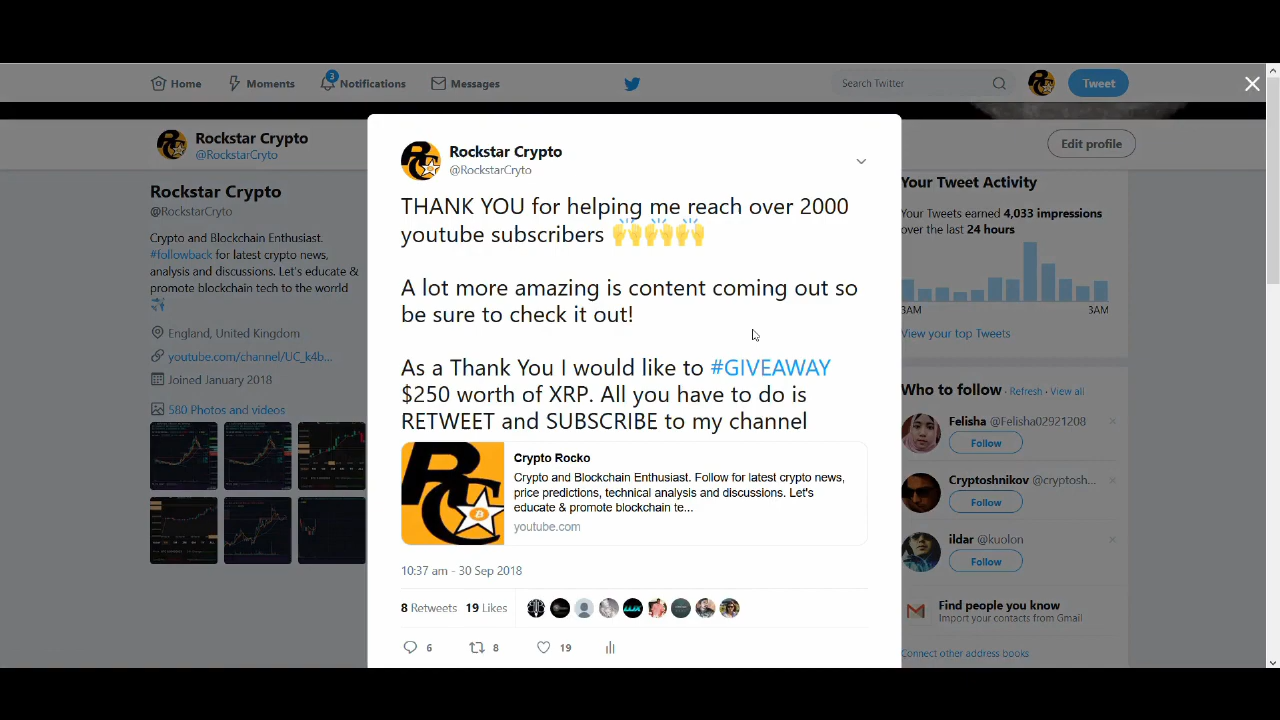 Home
Moments
3
Notifications
Messages
Search Twitter
Tweet
Rockstar Crypto
@RockstarCryto
Edit profile
Rockstar Crypto
@RockstarCryto
Crypto and Blockchain Enthusiast.
#followback for latest crypto news,
analysis and discussions. Let's educate &
promote blockchain tech to the worrld
England, United Kingdom
youtube.com/channel/UC_k4b...
Joined January 2018
580 Photos and videos
Rockstar Crypto
@RockstarCryto
THANK YOU for helping me reach over 2000
youtube subscribers 🙌🙌🙌
A lot more amazing is content coming out so
be sure to check it out!
As a Thank You I would like to #GIVEAWAY
$250 worth of XRP. All you have to do is
RETWEET and SUBSCRIBE to my channel
Crypto Rocko
Crypto and Blockchain Enthusiast. Follow for latest crypto news,
price predictions, technical analysis and discussions. Let's
educate & promote blockchain te...
youtube.com
10:37 am - 30 Sep 2018
8 Retweets 19 Likes
6 8 19
Your Tweet Activity
Your Tweets earned 4,033 impressions
over the last 24 hours
3AM 3AM
View your top Tweets
Who to follow · Refresh · View all
Felisha @Felisha02921208
Follow
Cryptoshnikov @cryptosh...
Follow
ildar @kuolon
Follow
Find people you know
Import your contacts from Gmail
Connect other address books